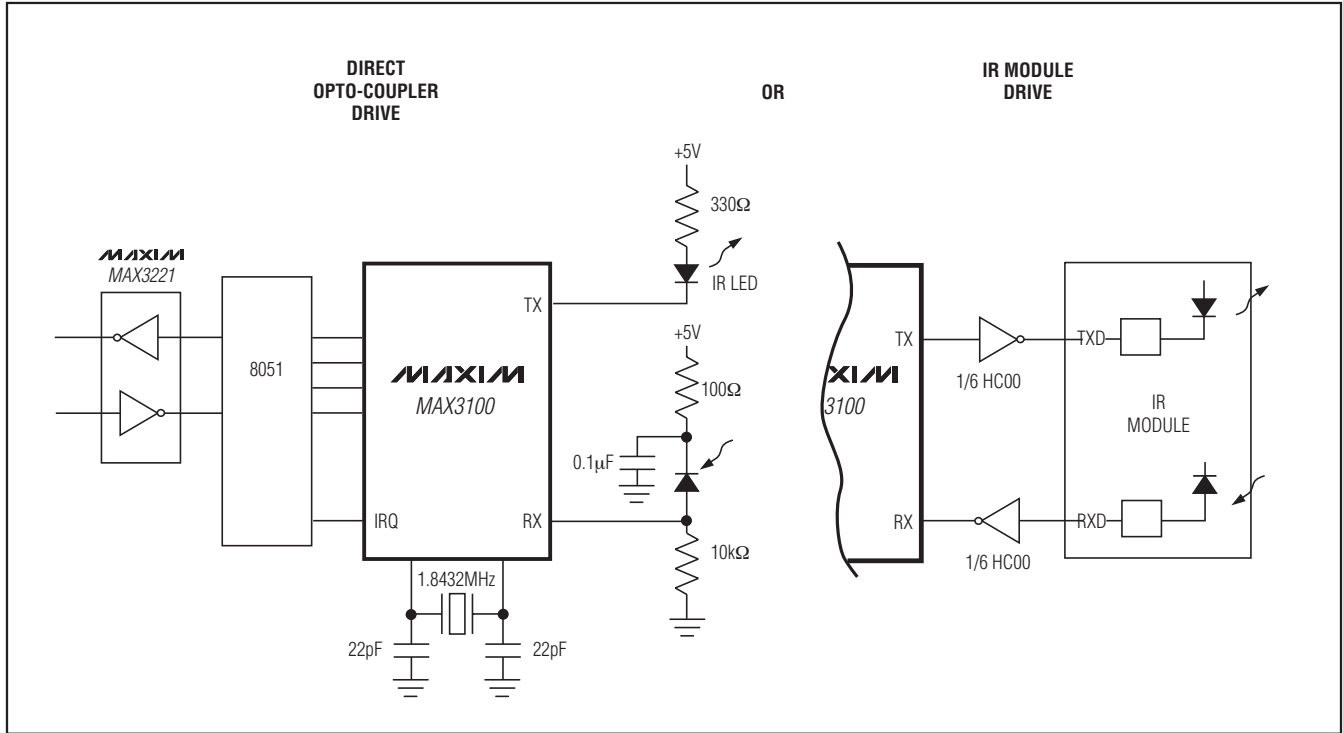 DIRECT
OPTO-COUPLER
DRIVE
OR
IR MODULE
DRIVE
MAXIM
MAX3221
8051
MAXIM
MAX3100
TX
RX
IRQ
1.8432MHz
22pF
22pF
+5V
330Ω
IR LED
+5V
100Ω
0.1µF
10kΩ
XIM
3100
TX
RX
1/6 HC00
1/6 HC00
TXD
RXD
IR
MODULE